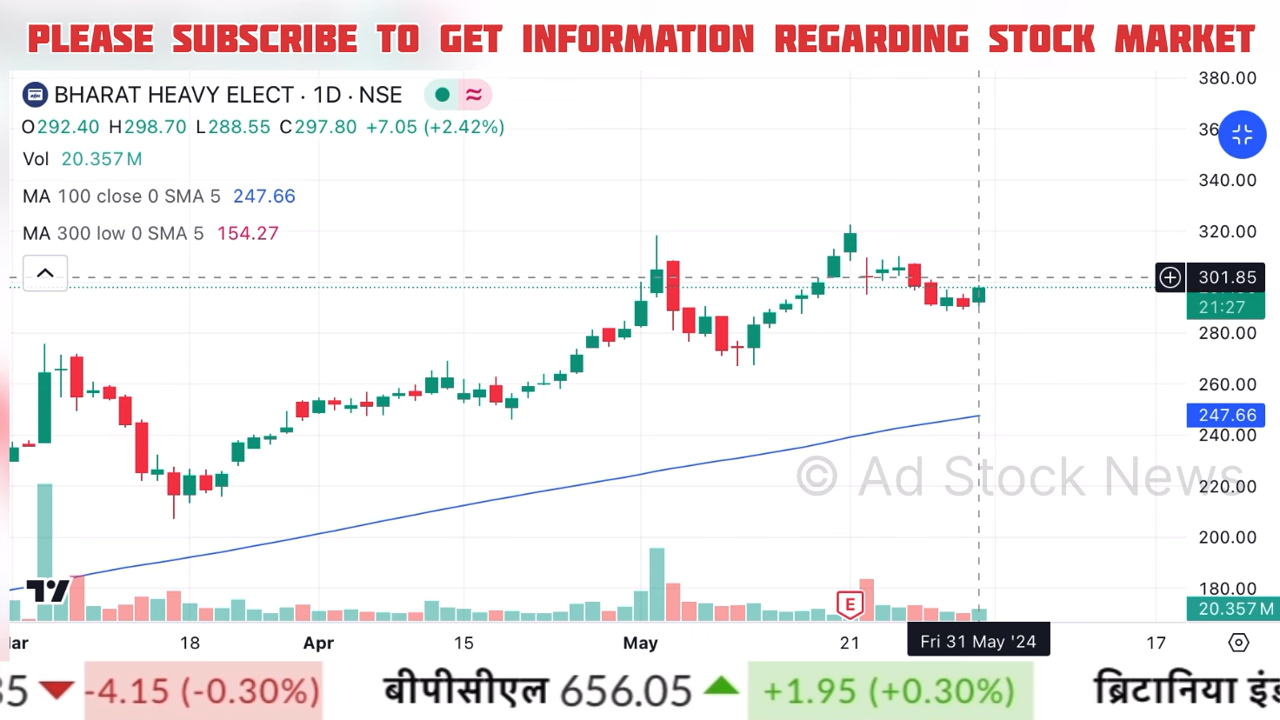 PLEASE SUBSCRIBE TO GET INFORMATION REGARDING STOCK MARKET
BHARAT HEAVY ELECT · 1D · NSE
O292.40 H298.70 L288.55 C297.80 +7.05 (+2.42%)
Vol 20.357 M
MA 100 close 0 SMA 5 247.66
MA 300 low 0 SMA 5 154.27
380.00
36
340.00
320.00
301.85
21:27
280.00
260.00
247.66
240.00
220.00
200.00
180.00
20.357 M
© Ad Stock News
E
18 Apr 15 May 21 Fri 31 May '24 17
-4.15 (-0.30%) बीपीसीएल 656.05 +1.95 (+0.30%) ब्रिटानिया